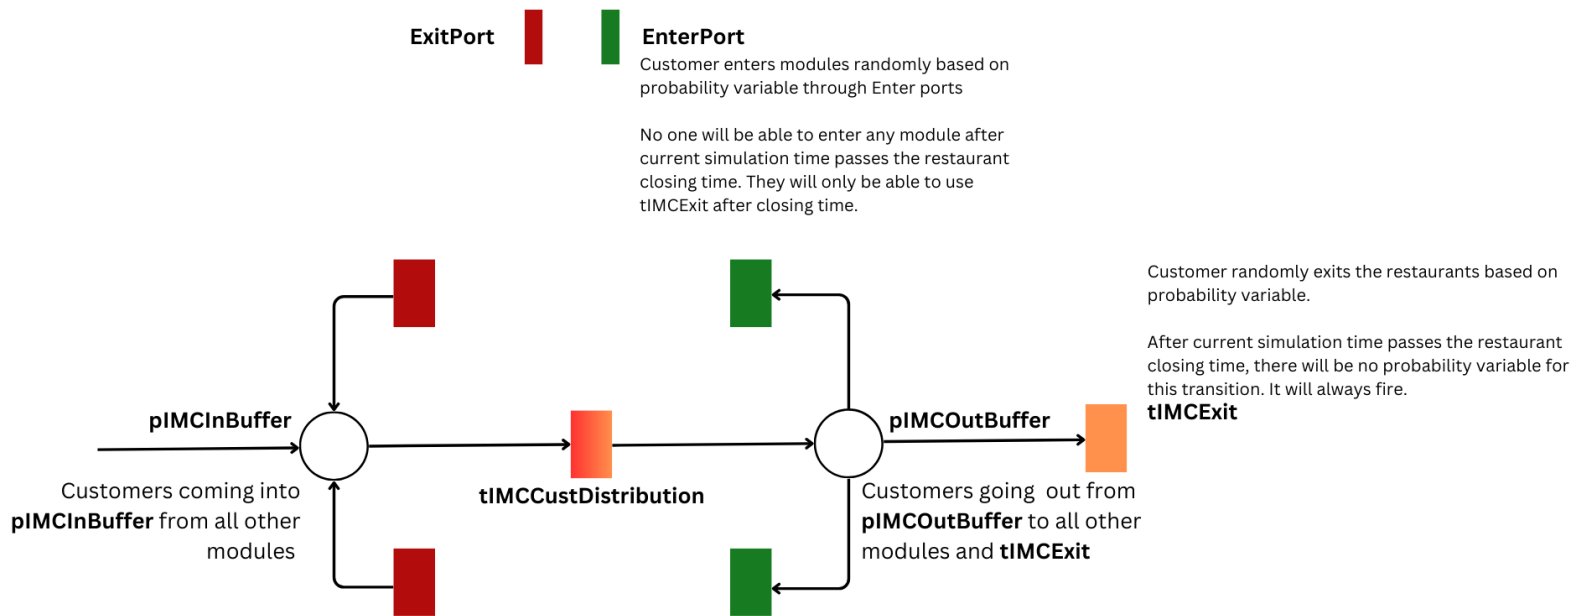 ExitPort
EnterPort
Customer enters modules randomly based on
probability variable through Enter ports
No one will be able to enter any module after
current simulation time passes the restaurant
closing time. They will only be able to use
tIMCExit after closing time.
Customer randomly exits the restaurants based on
probability variable.
After current simulation time passes the restaurant
closing time, there will be no probability variable for
this transition. It will always fire.
tIMCExit
pIMCInBuffer
pIMCOutBuffer
tIMCCustDistribution
Customers coming into
pIMCInBuffer from all other
modules
Customers going out from
pIMCOutBuffer to all other
modules and tIMCExit